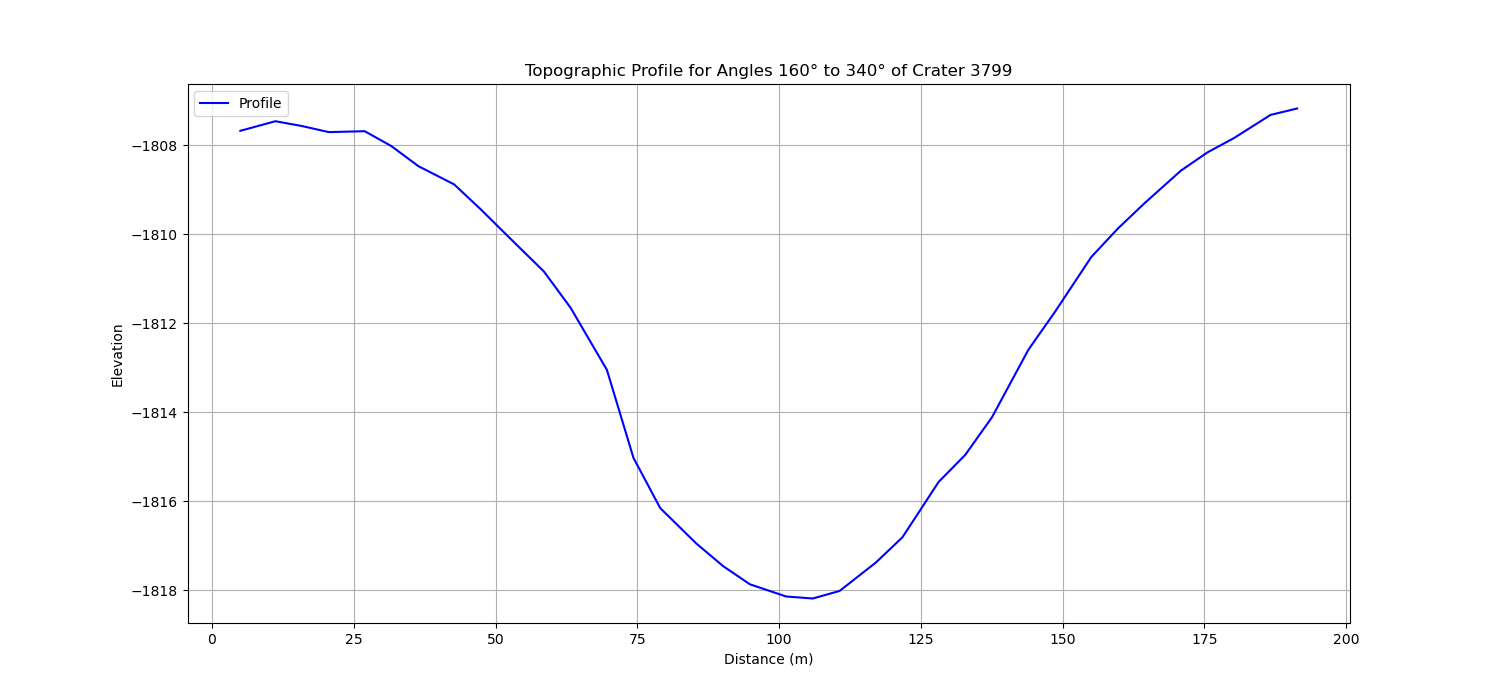 Topographic Profile for Angles 160° to 340° of Crater 3799
Profile
−1808
−1810
−1812
−1814
−1816
−1818
Elevation
0 25 50 75 100 125 150 175 200
Distance (m)